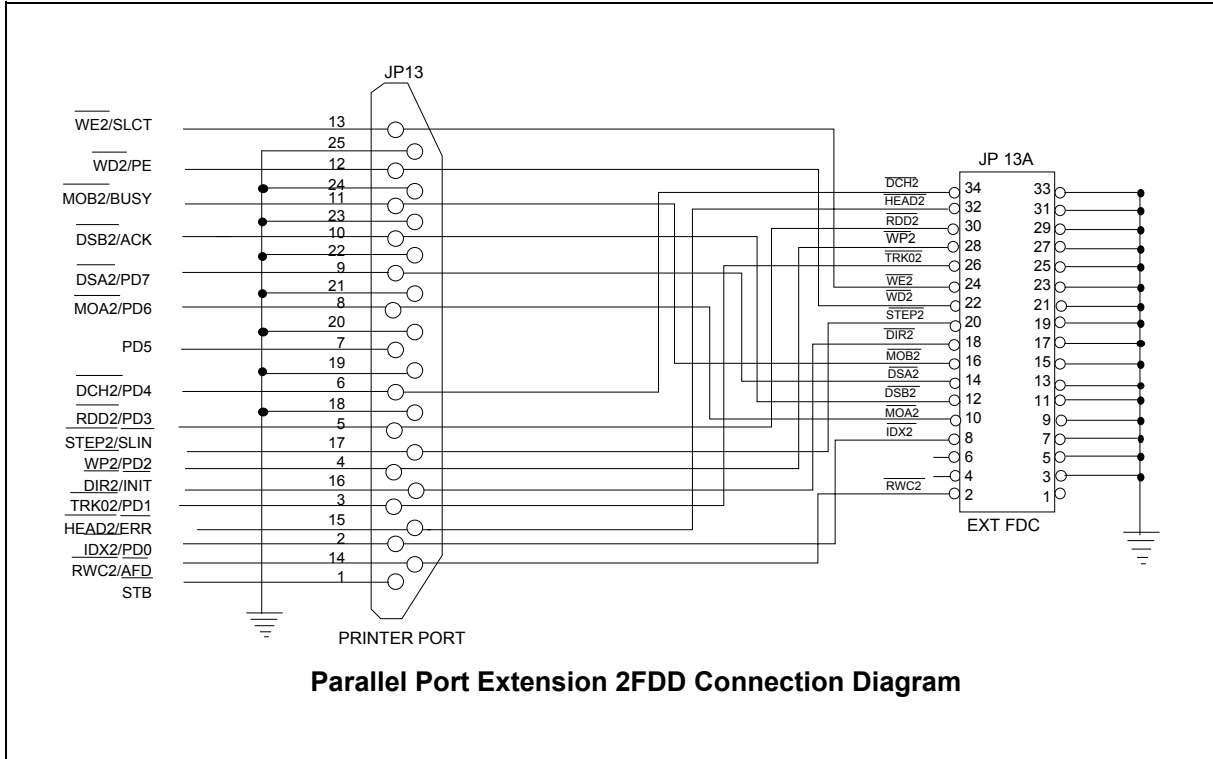 JP13
WE2/SLCT 13
25
WD2/PE 12
24
MOB2/BUSY 11
23
DSB2/ACK 10
22
DSA2/PD7 9
21
MOA2/PD6 8
20
PD5 7
19
DCH2/PD4 6
18
RDD2/PD3 5
STEP2/SLIN 17
WP2/PD2 4
DIR2/INIT 16
TRK02/PD1 3
HEAD2/ERR 15
IDX2/PD0 2
RWC2/AFD 14
STB 1
PRINTER PORT
JP 13A
DCH2 34 33
HEAD2 32 31
RDD2 30 29
WP2 28 27
TRK02 26 25
WE2 24 23
WD2 22 21
STEP2 20 19
DIR2 18 17
MOB2 16 15
DSA2 14 13
DSB2 12 11
MOA2 10 9
IDX2 8 7
6 5
4 3
RWC2 2 1
EXT FDC
Parallel Port Extension 2FDD Connection Diagram